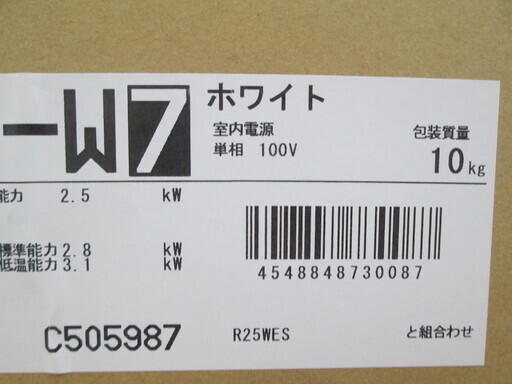 -W7 ホワイト
室内電源 包装質量
単相 100V 10kg
能力 2.5 kW
標準能力2.8 kW
低温能力3.1 kW
4548848730087
C505987 R25WES と組合わせ